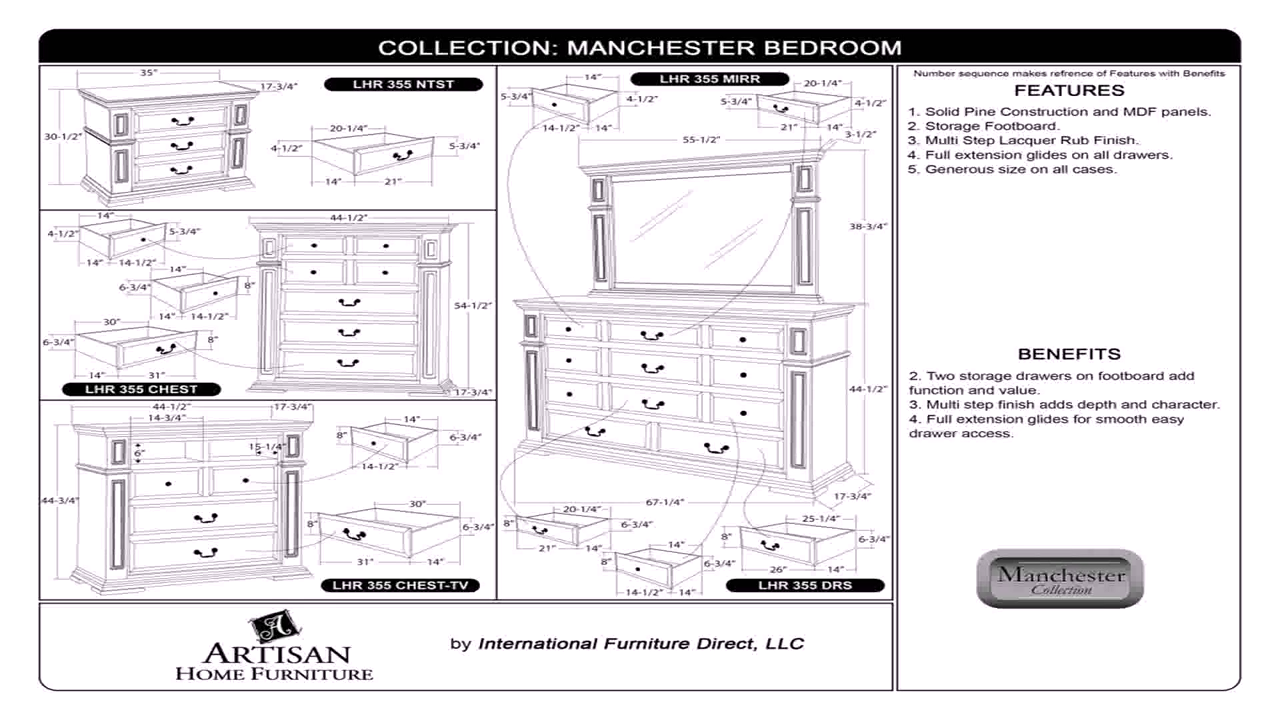 COLLECTION: MANCHESTER BEDROOM
LHR 355 NTST
35"
17-3/4"
30-1/2"
20-1/4"
4-1/2"
5-3/4"
14"
21"
14"
4-1/2"
5-3/4"
14"
14-1/2"
14"
6-3/4"
8"
14"
14-1/2"
30"
6-3/4"
8"
14"
31"
44-1/2"
54-1/2"
17-3/4"
LHR 355 CHEST
44-1/2"
17-3/4"
14-3/4"
6"
15-1/4"
44-3/4"
14"
8"
6-3/4"
14-1/2"
30"
8"
6-3/4"
31"
14"
LHR 355 CHEST-TV
LHR 355 MIRR
14"
5-3/4"
4-1/2"
14-1/2"
14"
20-1/4"
5-3/4"
4-1/2"
21"
14"
3-1/2"
55-1/2"
38-3/4"
44-1/2"
67-1/4"
17-3/4"
20-1/4"
8"
6-3/4"
21"
14"
14"
8"
6-3/4"
14-1/2"
14"
25-1/4"
8"
6-3/4"
26"
14"
LHR 355 DRS
Number sequence makes refrence of Features with Benefits
FEATURES
1. Solid Pine Construction and MDF panels.
2. Storage Footboard.
3. Multi Step Lacquer Rub Finish.
4. Full extension glides on all drawers.
5. Generous size on all cases.
BENEFITS
2. Two storage drawers on footboard add
function and value.
3. Multi step finish adds depth and character.
4. Full extension glides for smooth easy
drawer access.
Manchester
Collection
A
ARTISAN
HOME FURNITURE
by International Furniture Direct, LLC